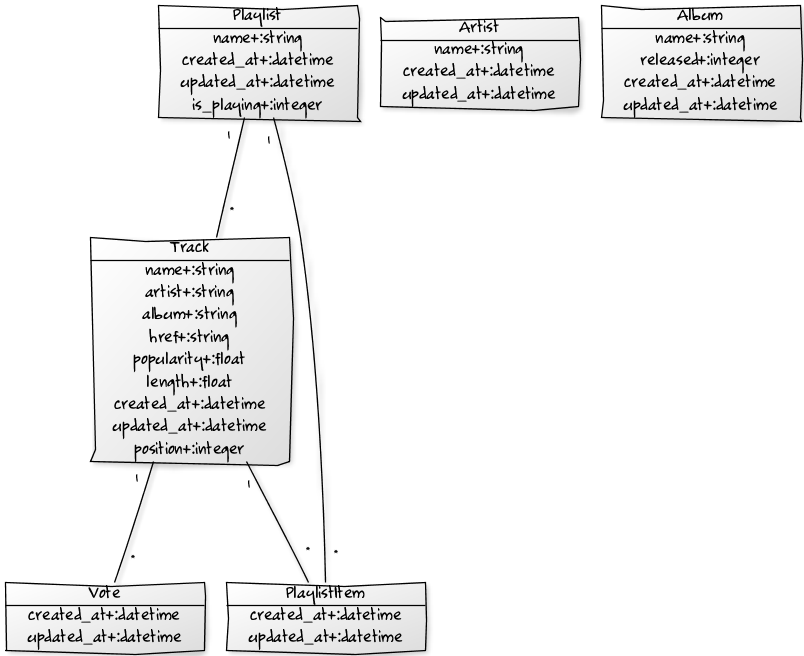 Playlist
name+:string
created_at+:datetime
updated_at+:datetime
is_playing+:integer
Artist
name+:string
created_at+:datetime
updated_at+:datetime
Album
name+:string
released+:integer
created_at+:datetime
updated_at+:datetime
1
1
*
Track
name+:string
artist+:string
album+:string
href+:string
popularity+:float
length+:float
created_at+:datetime
updated_at+:datetime
position+:integer
1
1
*
*
*
Vote
created_at+:datetime
updated_at+:datetime
PlaylistItem
created_at+:datetime
updated_at+:datetime